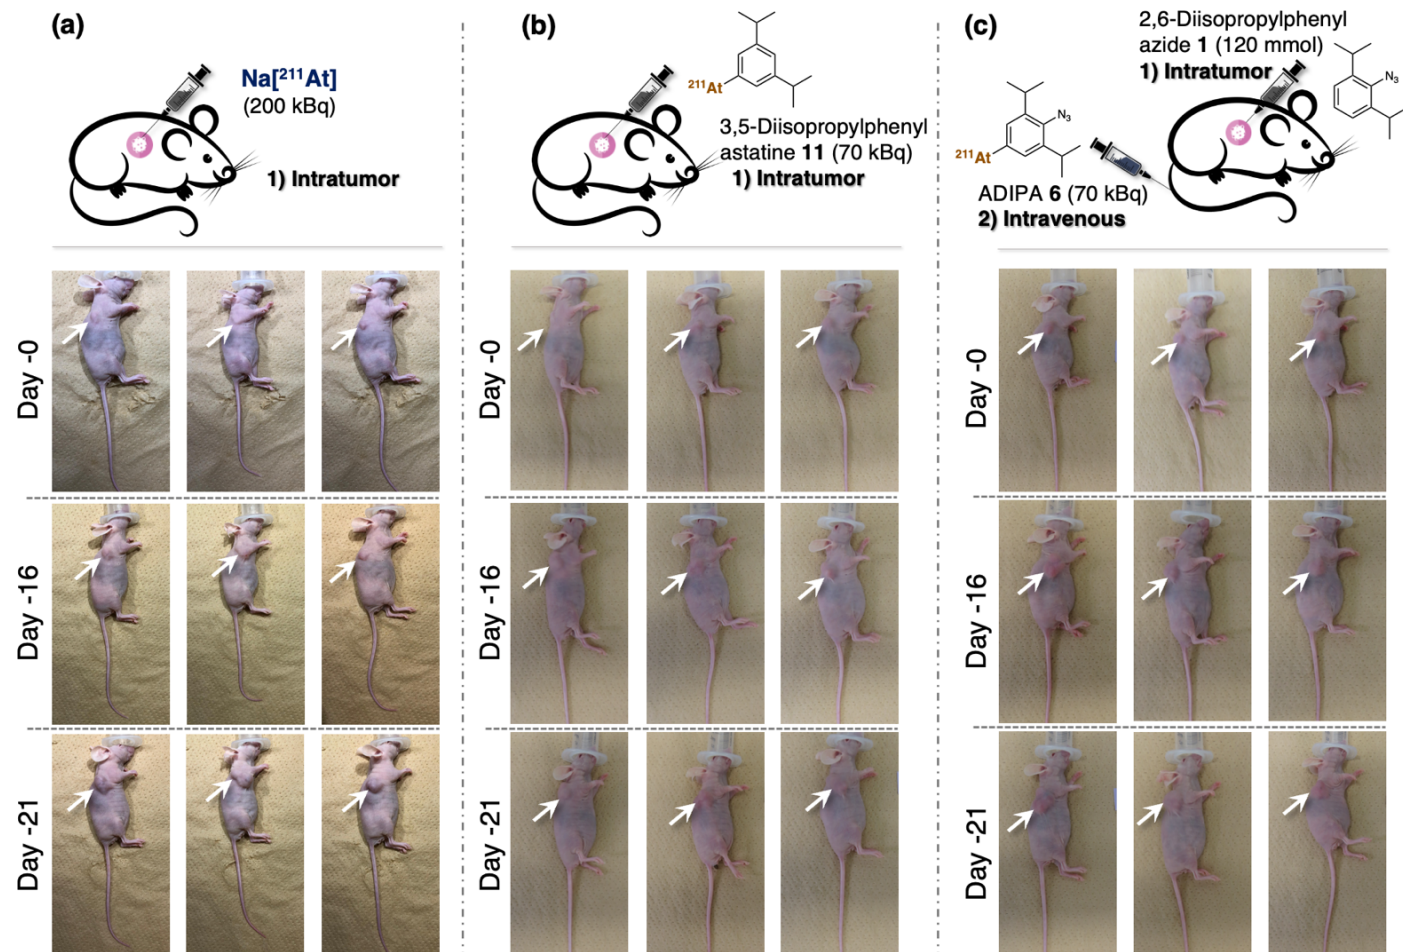 (a)
Na[²¹¹At]
(200 kBq)
1) Intratumor
Day -0
Day -16
Day -21
(b)
²¹¹At
3,5-Diisopropylphenyl
astatine 11 (70 kBq)
1) Intratumor
Day -0
Day -16
Day -21
(c)
2,6-Diisopropylphenyl
azide 1 (120 mmol)
1) Intratumor
N₃
N₃
²¹¹At
ADIPA 6 (70 kBq)
2) Intravenous
Day -0
Day -16
Day -21